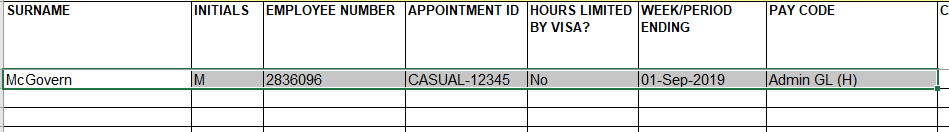 SURNAME INITIALS EMPLOYEE NUMBER APPOINTMENT ID HOURS LIMITED WEEK/PERIOD PAY CODE C
BY VISA? ENDING
McGovern M 2836096 CASUAL-12345 No 01-Sep-2019 Admin GL (H)